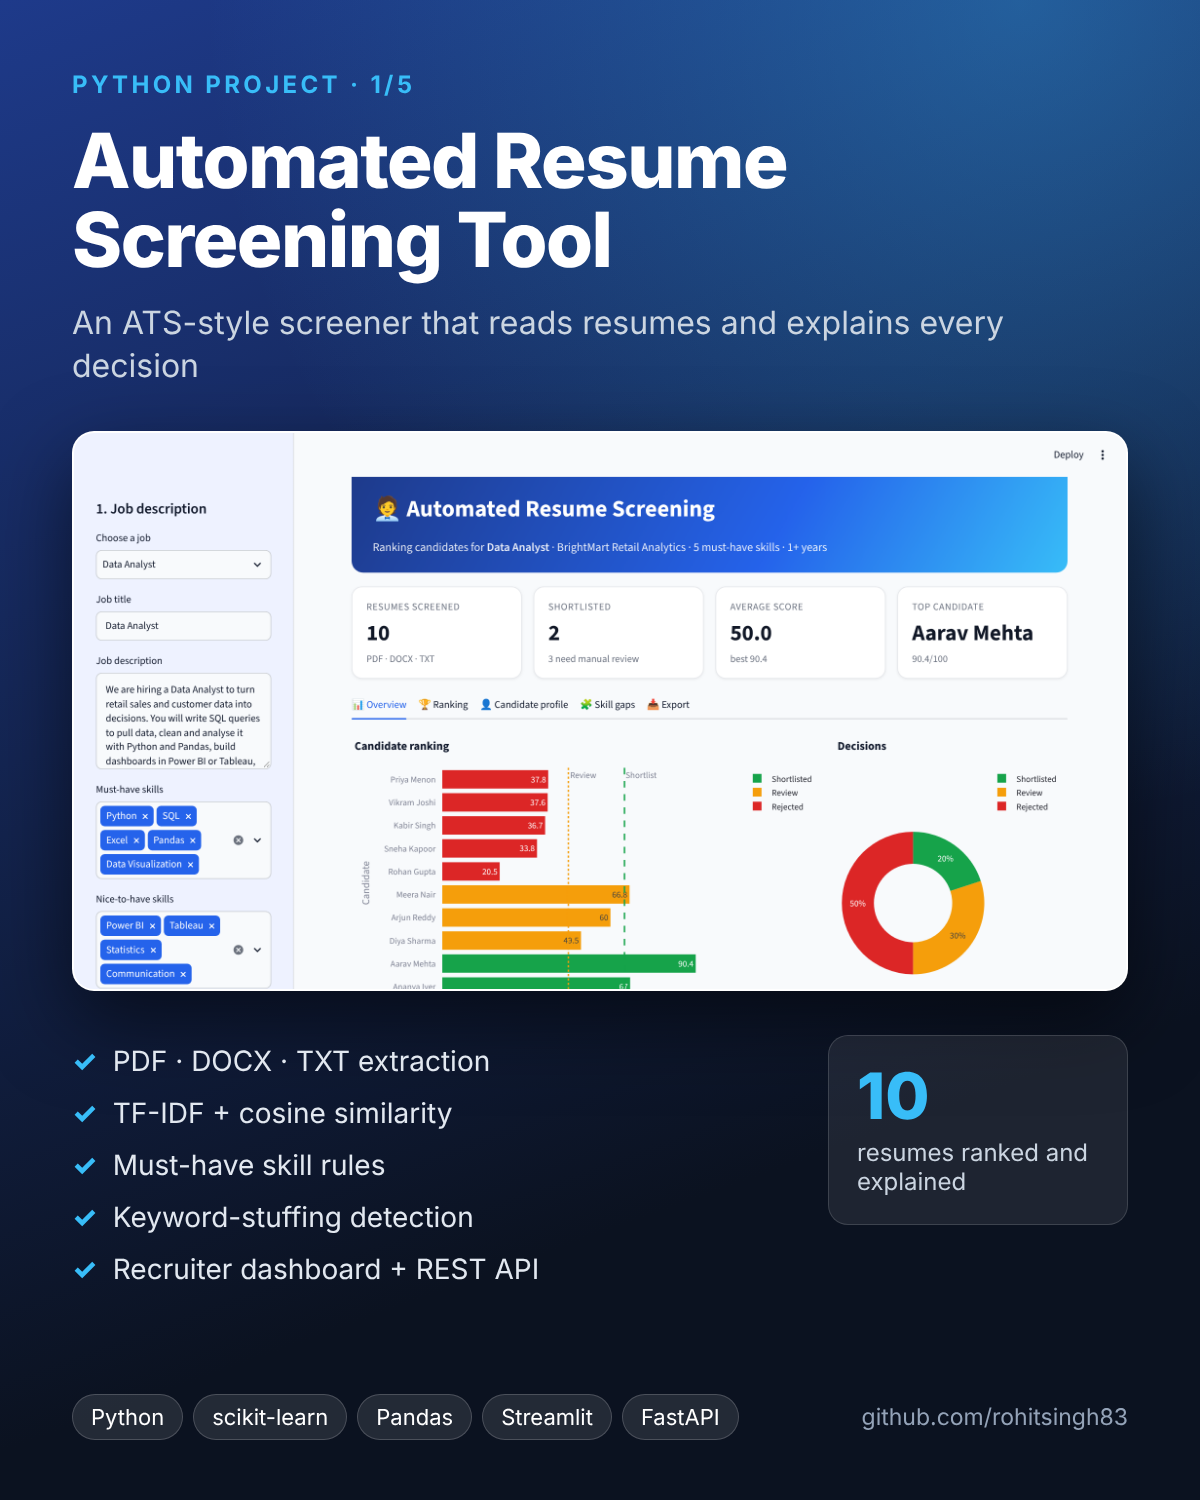 PYTHON PROJECT · 1/5
Automated Resume
Screening Tool
An ATS-style screener that reads resumes and explains every
decision
Deploy
1. Job description
Choose a job
Data Analyst
Job title
Data Analyst
Job description
We are hiring a Data Analyst to turn
retail sales and customer data into
decisions. You will write SQL queries
to pull data, clean and analyse it
with Python and Pandas, build
dashboards in Power BI or Tableau,
Must-have skills
Python × SQL ×
Excel × Pandas ×
Data Visualization ×
Nice-to-have skills
Power BI × Tableau ×
Statistics ×
Communication ×
Automated Resume Screening
Ranking candidates for Data Analyst · BrightMart Retail Analytics · 5 must-have skills · 1+ years
RESUMES SCREENED
10
PDF · DOCX · TXT
SHORTLISTED
2
3 need manual review
AVERAGE SCORE
50.0
best 90.4
TOP CANDIDATE
Aarav Mehta
90.4/100
Overview Ranking Candidate profile Skill gaps Export
Candidate ranking
Review Shortlist
Candidate
Priya Menon 37.8
Vikram Joshi 37.6
Kabir Singh 36.7
Sneha Kapoor 33.8
Rohan Gupta 20.5
Meera Nair
Arjun Reddy 60
Diya Sharma 43.5
Aarav Mehta 90.4
Ananya Iyer 67
Decisions
Shortlisted
Review
Rejected
Shortlisted
Review
Rejected
20%
50%
30%
✓ PDF · DOCX · TXT extraction
✓ TF-IDF + cosine similarity
✓ Must-have skill rules
✓ Keyword-stuffing detection
✓ Recruiter dashboard + REST API
10
resumes ranked and
explained
Python scikit-learn Pandas Streamlit FastAPI
github.com/rohitsingh83